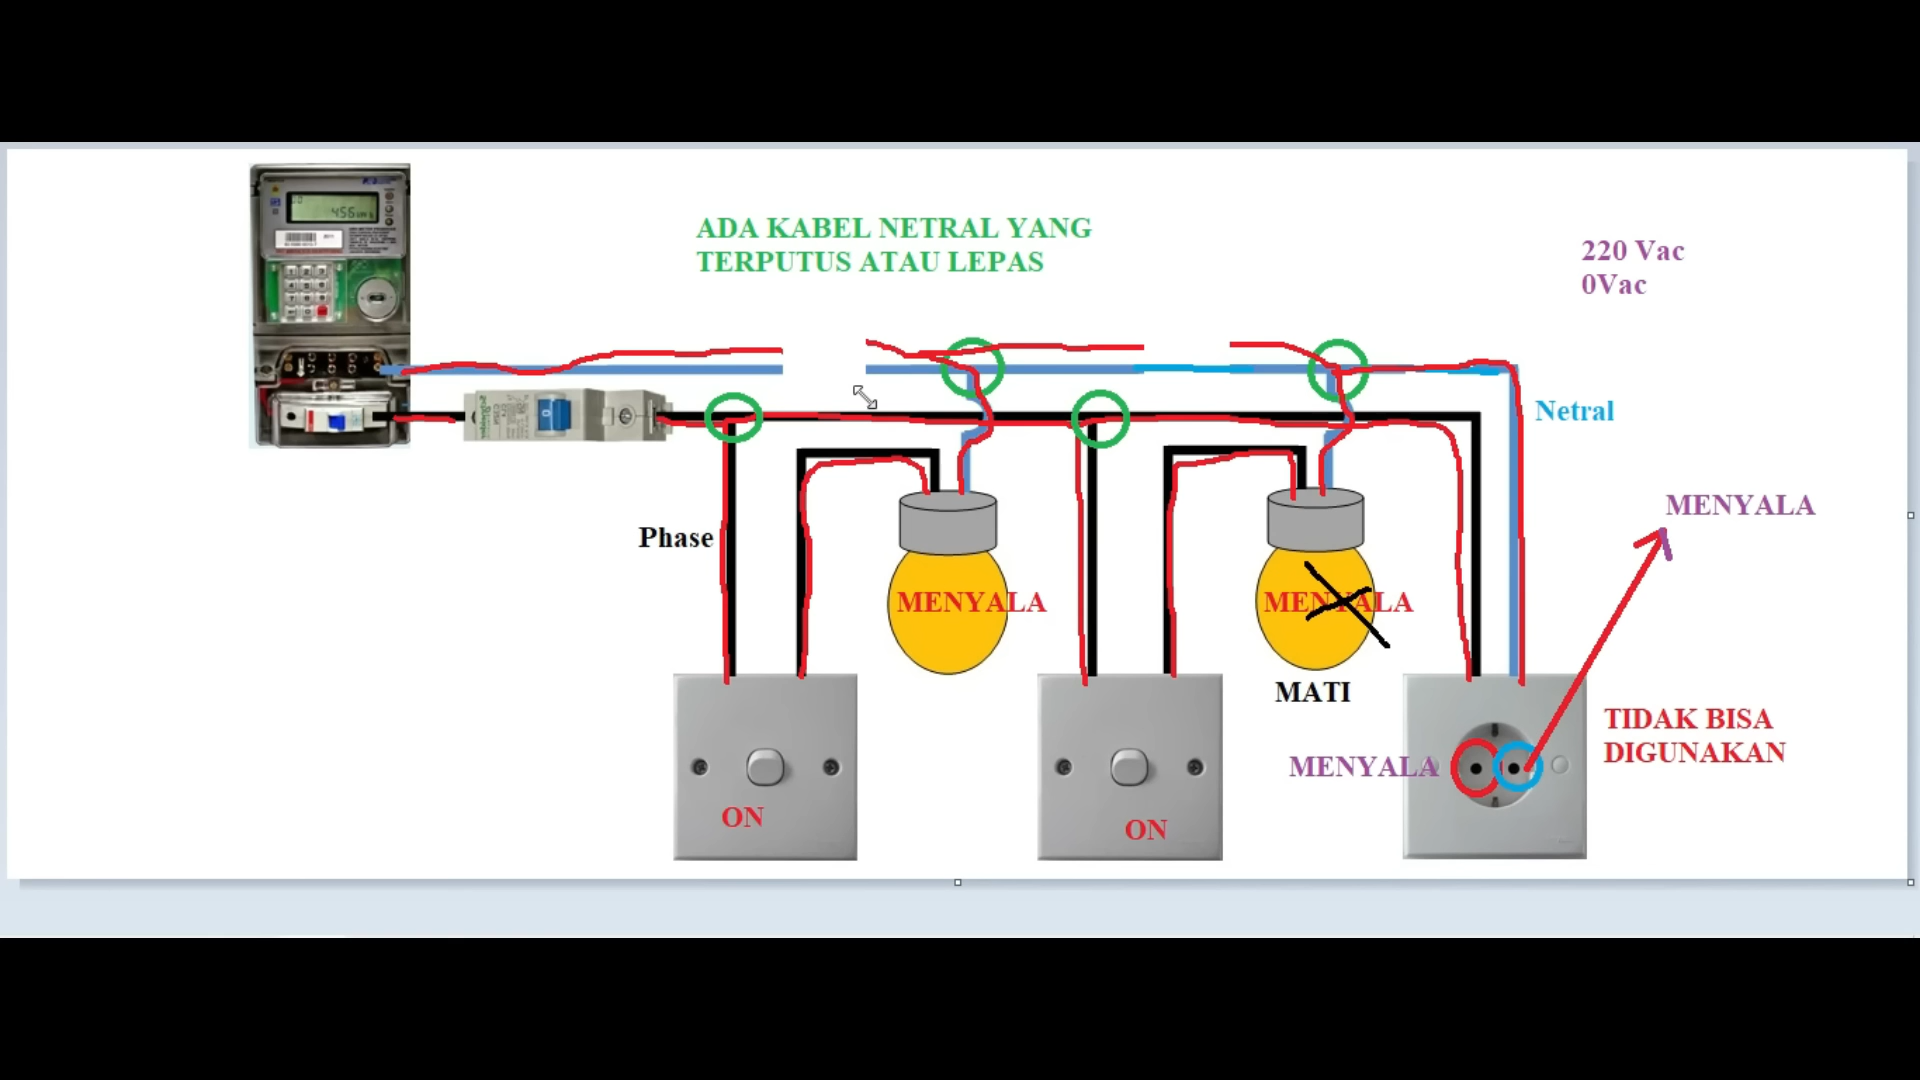 456
ADA KABEL NETRAL YANG
TERPUTUS ATAU LEPAS
220 Vac
0Vac
Netral
MENYALA
Phase
MENYALA
MENYALA
MATI
TIDAK BISA
DIGUNAKAN
MENYALA
ON
ON